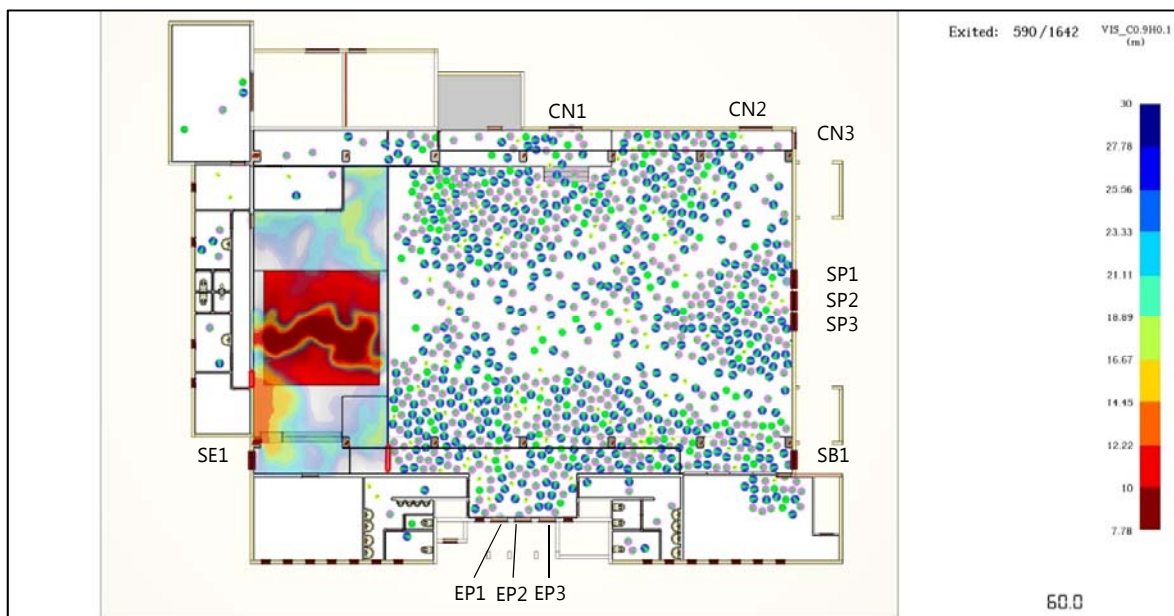 Exited: 590/1642
VIS_C0.9H0.1
(m)
30
27.78
25.56
23.33
21.11
18.89
16.67
14.45
12.22
10
7.78
CN1
CN2
CN3
SP1
SP2
SP3
SE1
SB1
EP1
EP2
EP3
60.0